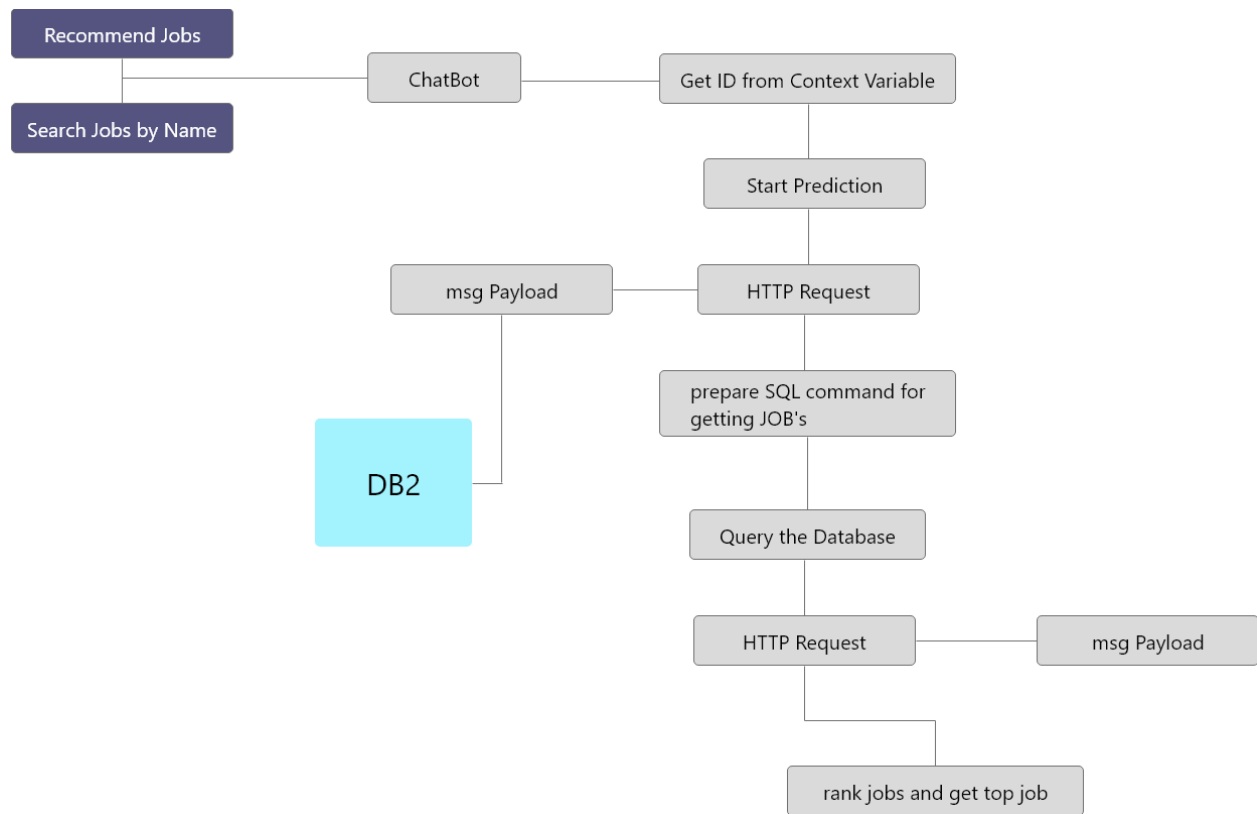 Recommend Jobs
ChatBot
Get ID from Context Variable
Search Jobs by Name
Start Prediction
msg Payload
HTTP Request
prepare SQL command for
getting JOB's
DB2
Query the Database
HTTP Request
msg Payload
rank jobs and get top job